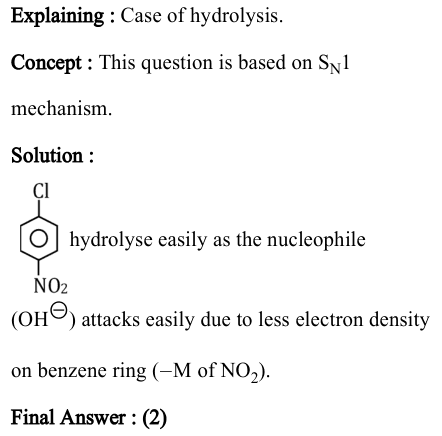 Explaining : Case of hydrolysis.
Concept : This question is based on SN1
mechanism.
Solution :
Cl
hydrolyse easily as the nucleophile
NO2
(OH⊖) attacks easily due to less electron density
on benzene ring (−M of NO₂).
Final Answer : (2)